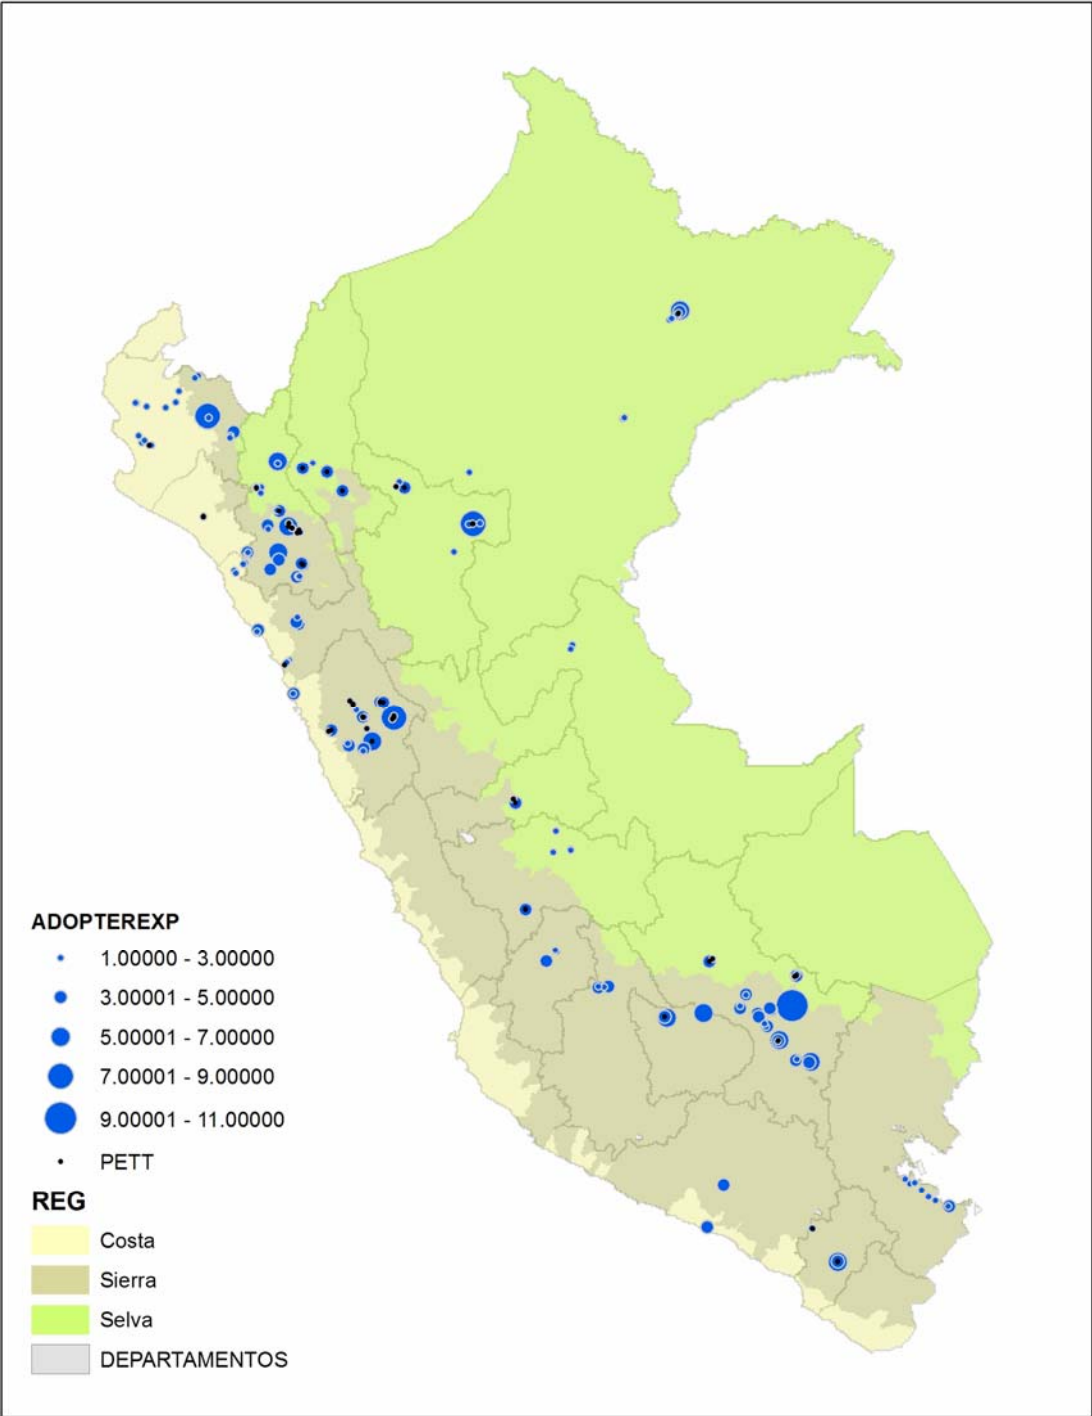 ADOPTEREXP
1.00000 - 3.00000
3.00001 - 5.00000
5.00001 - 7.00000
7.00001 - 9.00000
9.00001 - 11.00000
PETT
REG
Costa
Sierra
Selva
DEPARTAMENTOS